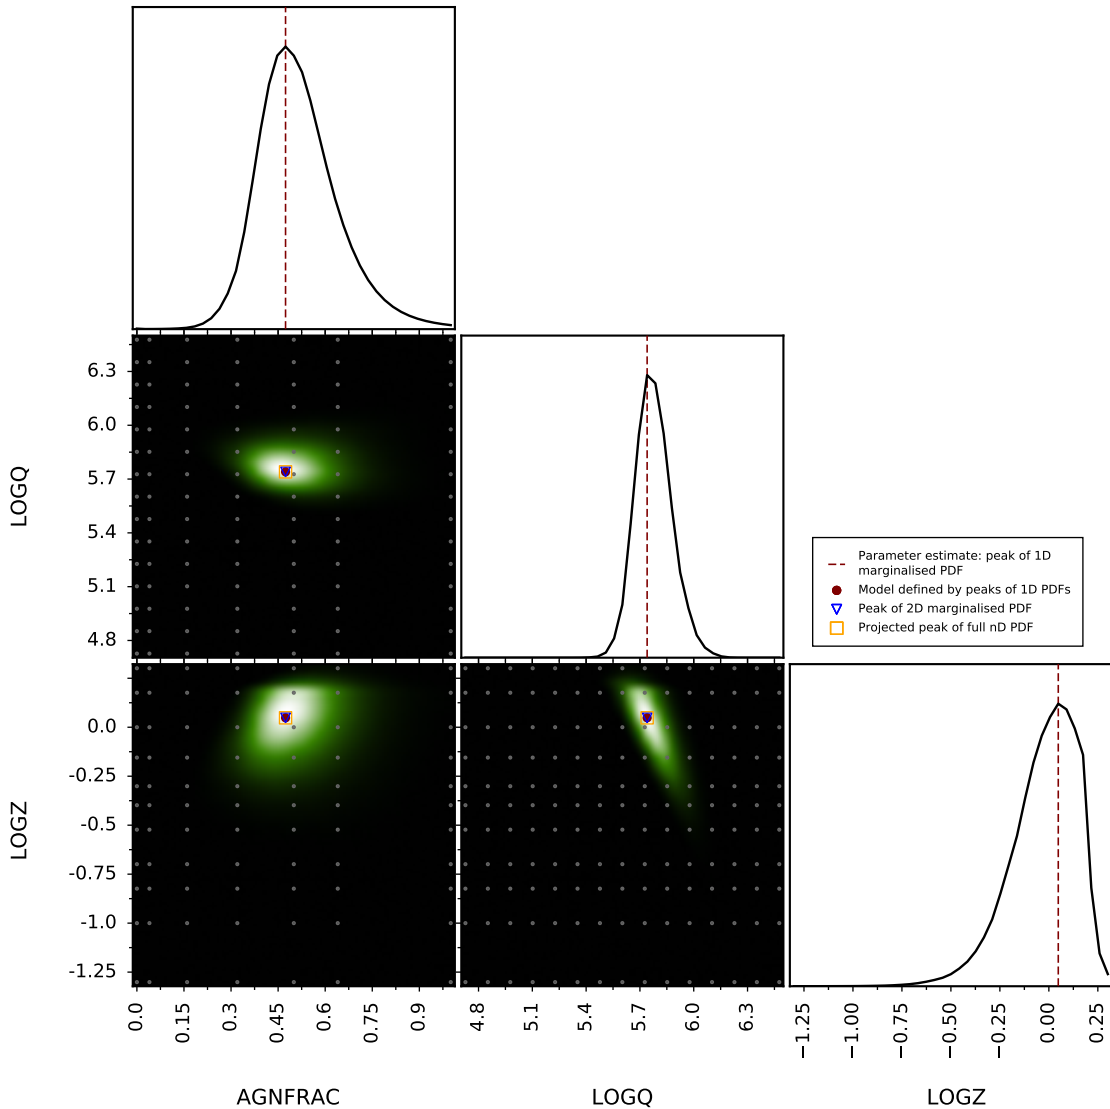 6.3
6.0
5.7
5.4
5.1
4.8
LOGQ
Parameter estimate: peak of 1D
marginalised PDF
Model defined by peaks of 1D PDFs
Peak of 2D marginalised PDF
Projected peak of full nD PDF
0.0
-0.25
-0.5
-0.75
-1.0
-1.25
LOGZ
0.0 0.15 0.3 0.45 0.6 0.75 0.9
4.8 5.1 5.4 5.7 6.0 6.3
−1.25 −1.00 −0.75 −0.50 −0.25 0.00 0.25
AGNFRAC
LOGQ
LOGZ